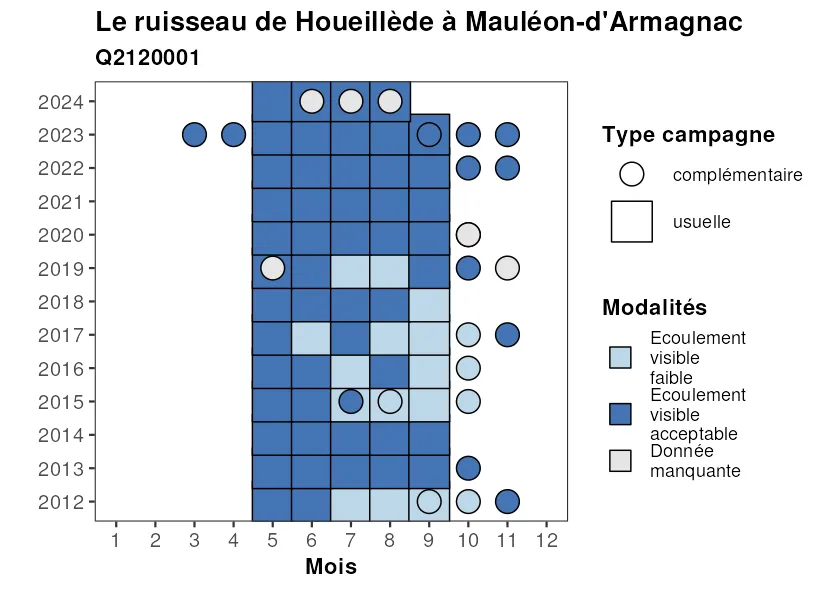 Le ruisseau de Houeillède à Mauléon-d'Armagnac
Q2120001
2024
2023
2022
2021
2020
2019
2018
2017
2016
2015
2014
2013
2012
1 2 3 4 5 6 7 8 9 10 11 12
Mois
Type campagne
complémentaire
usuelle
Modalités
Ecoulement
visible
faible
Ecoulement
visible
acceptable
Donnée
manquante